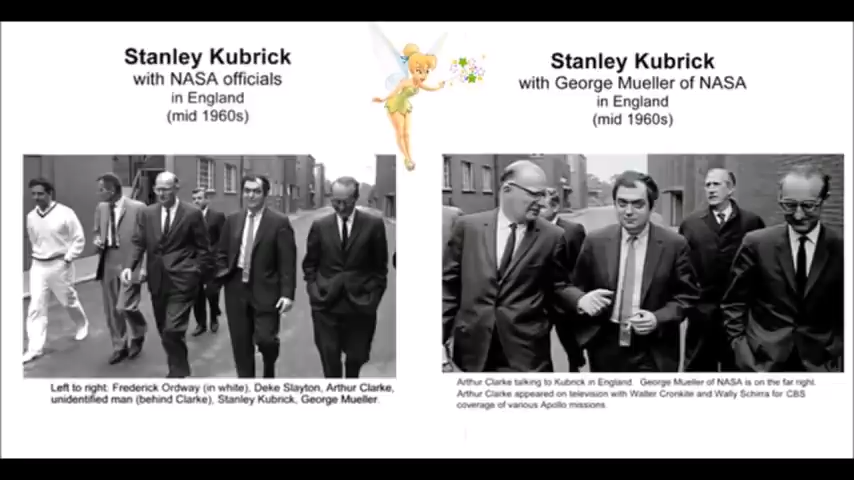 Stanley Kubrick
with NASA officials
in England
(mid 1960s)
Left to right: Frederick Ordway (in white), Deke Slayton, Arthur Clarke,
unidentified man (behind Clarke), Stanley Kubrick, George Mueller.
Stanley Kubrick
with George Mueller of NASA
in England
(mid 1960s)
Arthur Clarke talking to Kubrick in England. George Mueller of NASA is on the far right.
Arthur Clarke appeared on television with Walter Cronkite and Wally Schirra for CBS
coverage of various Apollo missions.